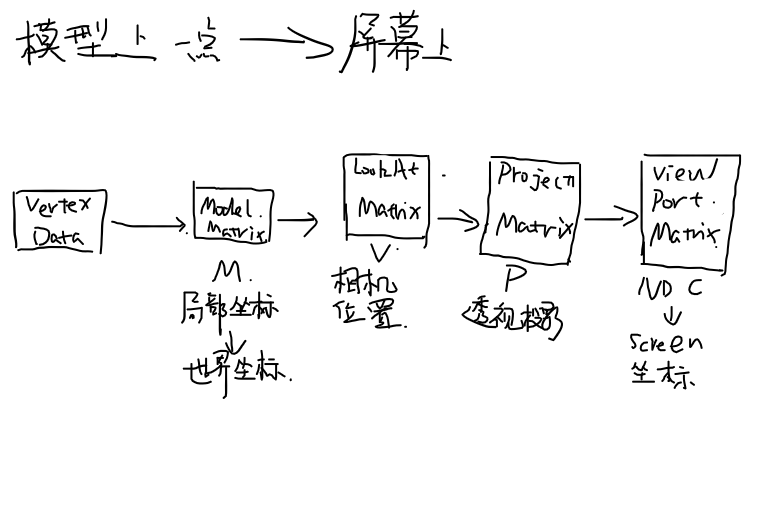 模型上一点 → 屏幕上
Vertex
Data
Model.
Matrix
M.
局部坐标
↓
世界坐标.
LookAt
Matrix
V.
相机
位置.
Project
Matrix
P
透视投影
View/
Port.
Matrix.
NDC
↓
Screen
坐标